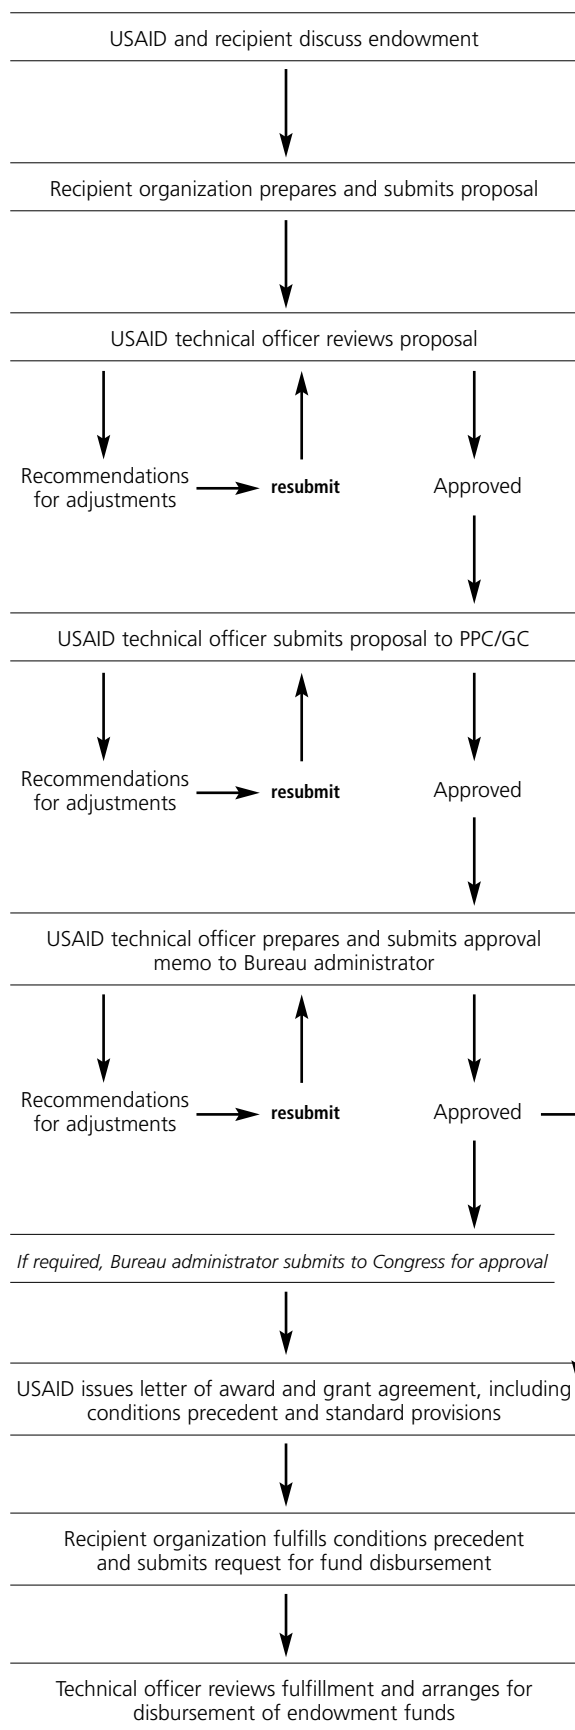 USAID and recipient discuss endowment
Recipient organization prepares and submits proposal
USAID technical officer reviews proposal
Recommendations
for adjustments
resubmit
Approved
USAID technical officer submits proposal to PPC/GC
Recommendations
for adjustments
resubmit
Approved
USAID technical officer prepares and submits approval
memo to Bureau administrator
Recommendations
for adjustments
resubmit
Approved
If required, Bureau administrator submits to Congress for approval
USAID issues letter of award and grant agreement, including
conditions precedent and standard provisions
Recipient organization fulfills conditions precedent
and submits request for fund disbursement
Technical officer reviews fulfillment and arranges for
disbursement of endowment funds